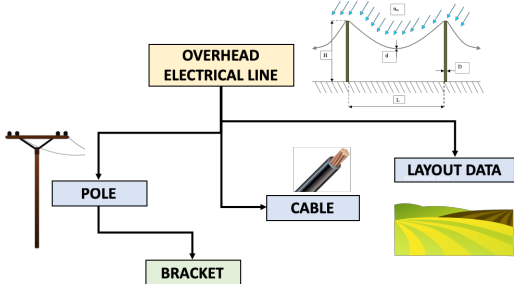 OVERHEAD
ELECTRICAL LINE
H
d
D
L
POLE
CABLE
LAYOUT DATA
BRACKET